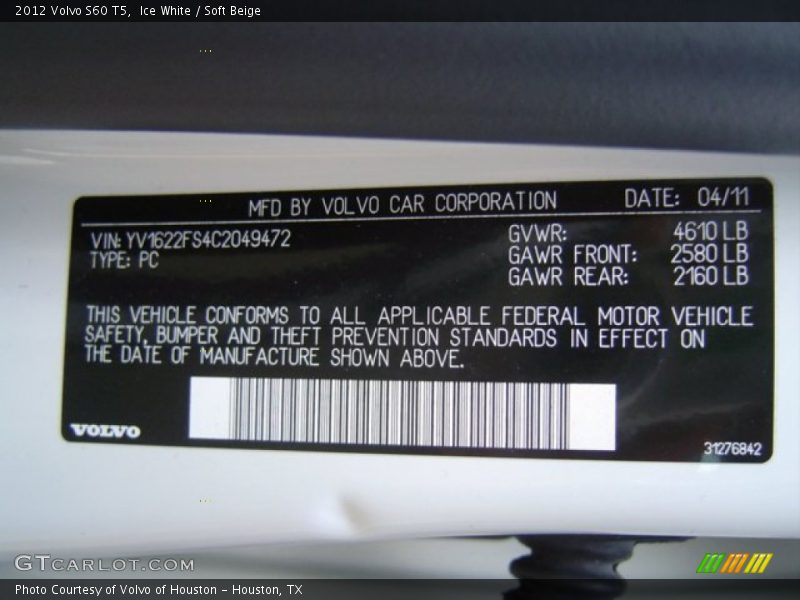 2012 Volvo S60 T5, Ice White / Soft Beige
MFD BY VOLVO CAR CORPORATION DATE: 04/11
VIN: YV1622FS4C2049472 GVWR: 4610 LB
TYPE: PC GAWR FRONT: 2580 LB
GAWR REAR: 2160 LB
THIS VEHICLE CONFORMS TO ALL APPLICABLE FEDERAL MOTOR VEHICLE
SAFETY, BUMPER AND THEFT PREVENTION STANDARDS IN EFFECT ON
THE DATE OF MANUFACTURE SHOWN ABOVE.
VOLVO
31276842
GTCARLOT.COM
Photo Courtesy of Volvo of Houston - Houston, TX